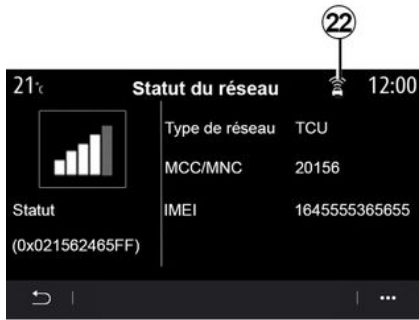 22
21°c Statut du réseau 12:00
Type de réseau TCU
MCC/MNC 20156
Statut IMEI 1645555365655
(0x021562465FF)